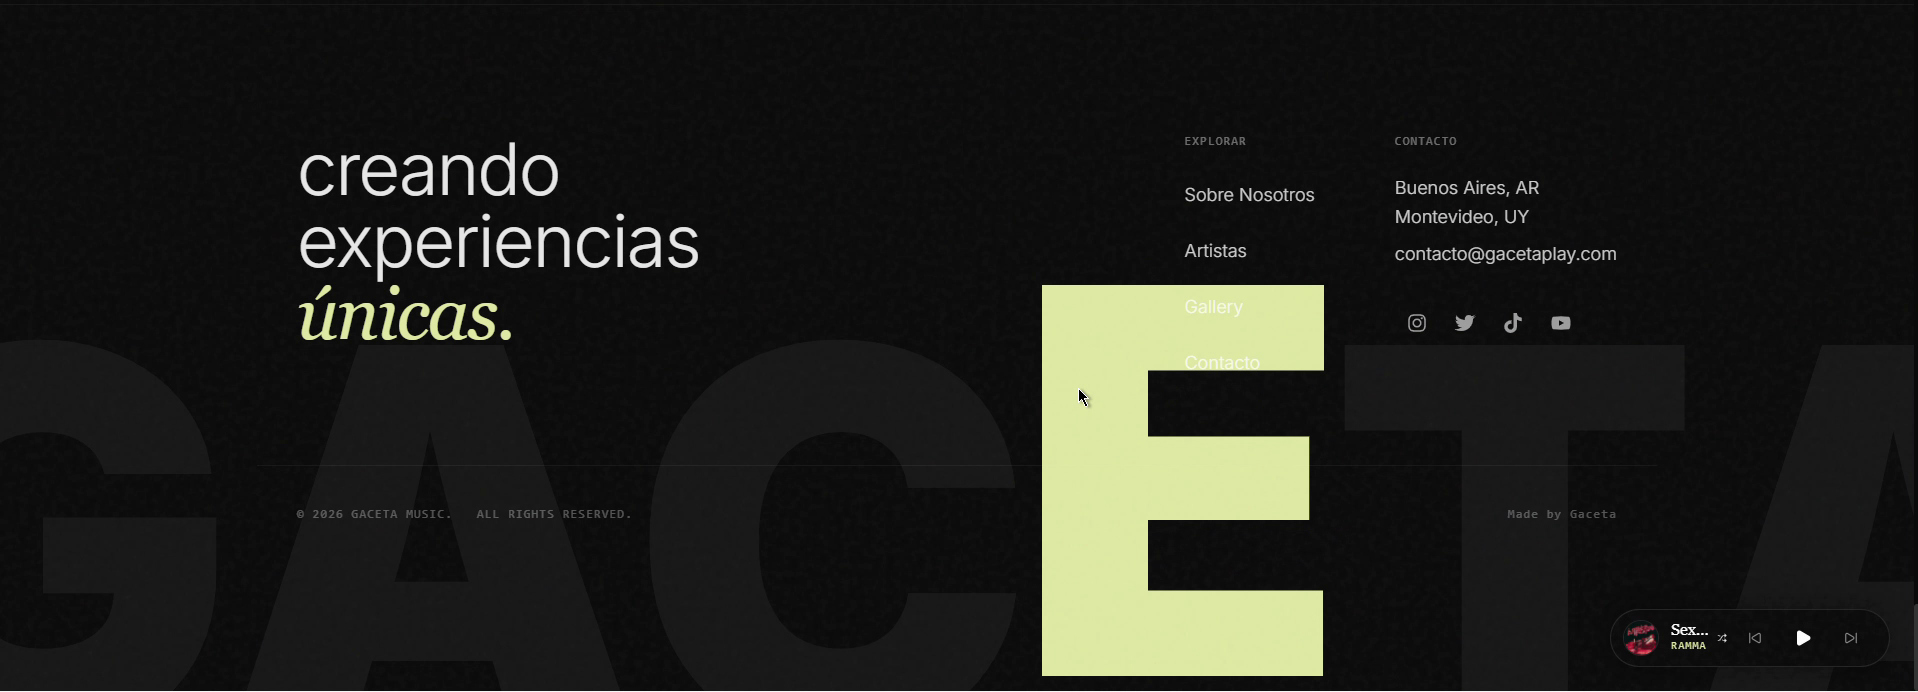 creando
experiencias
únicas.
EXPLORAR
Sobre Nosotros
Artistas
Gallery
Contacto
CONTACTO
Buenos Aires, AR
Montevideo, UY
contacto@gacetaplay.com
GACETA
© 2026 GACETA MUSIC. ALL RIGHTS RESERVED.
Made by Gaceta
Sex...
RAMMA